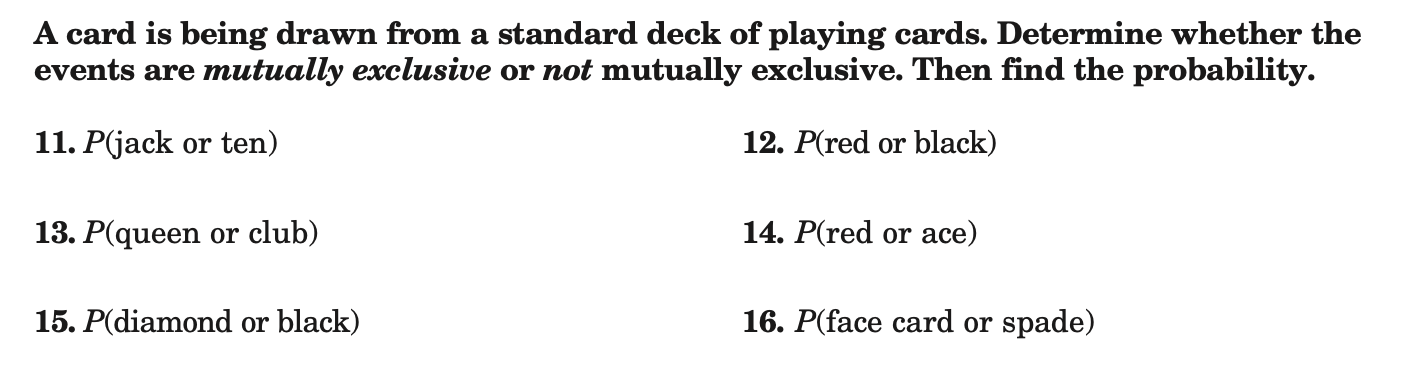 A card is being drawn from a standard deck of playing cards. Determine whether the
events are mutually exclusive or not mutually exclusive. Then find the probability.
11. P(jack or ten)
12. P(red or black)
13. P(queen or club)
14. P(red or ace)
15. P(diamond or black)
16. P(face card or spade)